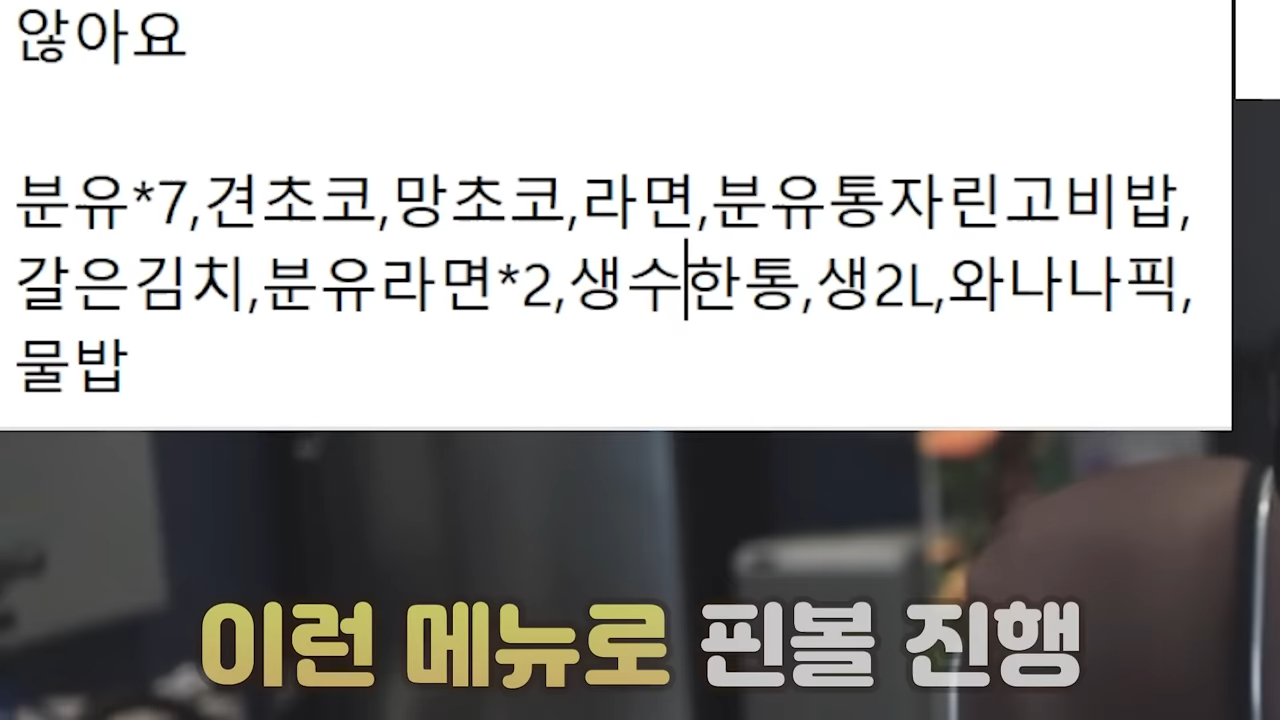 않아요
분유*7,견초코,망초코,라면,분유통자린고비밥,
갈은김치,분유라면*2,생수한통,생2L,와나나픽,
물밥
이런 메뉴로 핀볼 진행